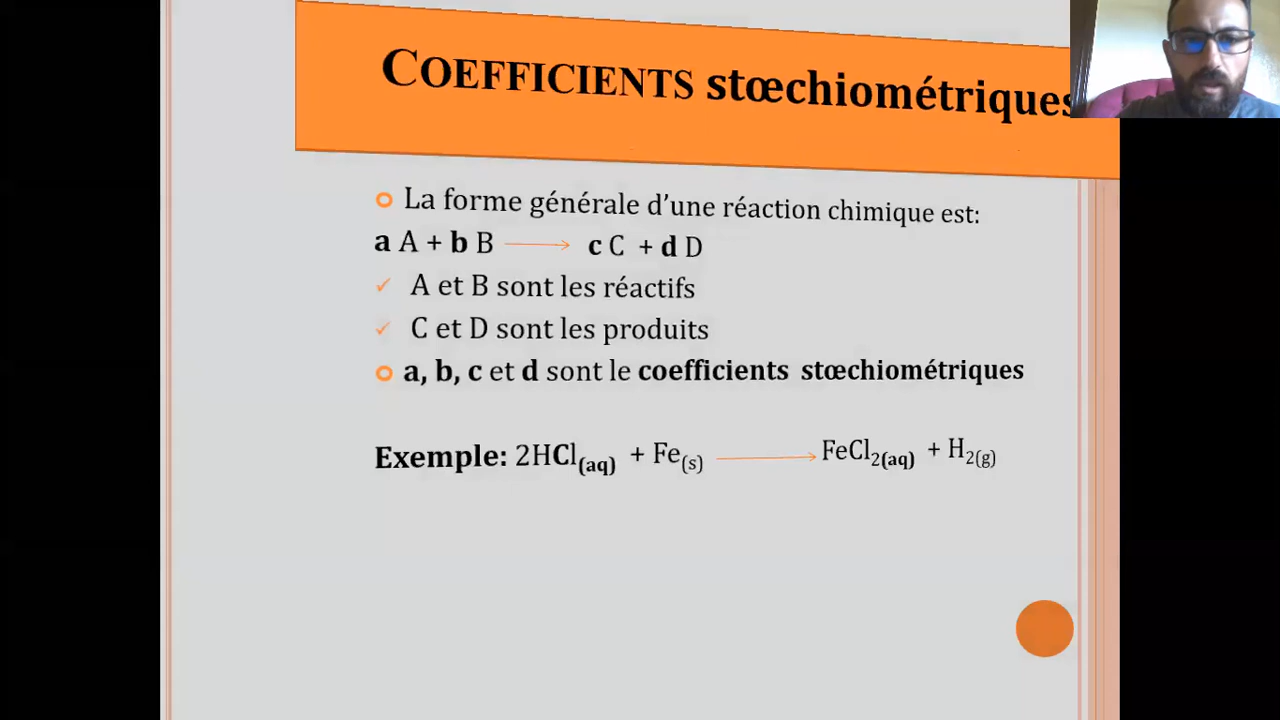 COEFFICIENTS stœchiométriques
La forme générale d’une réaction chimique est:
a A + b B → c C + d D
A et B sont les réactifs
C et D sont les produits
a, b, c et d sont le coefficients stœchiométriques
Exemple: 2HCl(aq) + Fe(s) → FeCl2(aq) + H2(g)